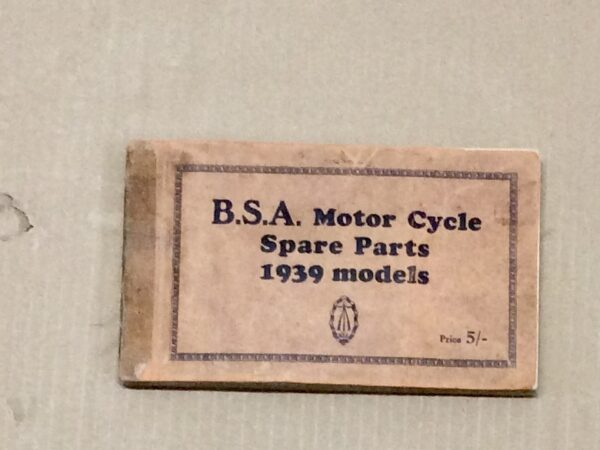 B.S.A. Motor Cycle
Spare Parts
1939 models
Price 5/-